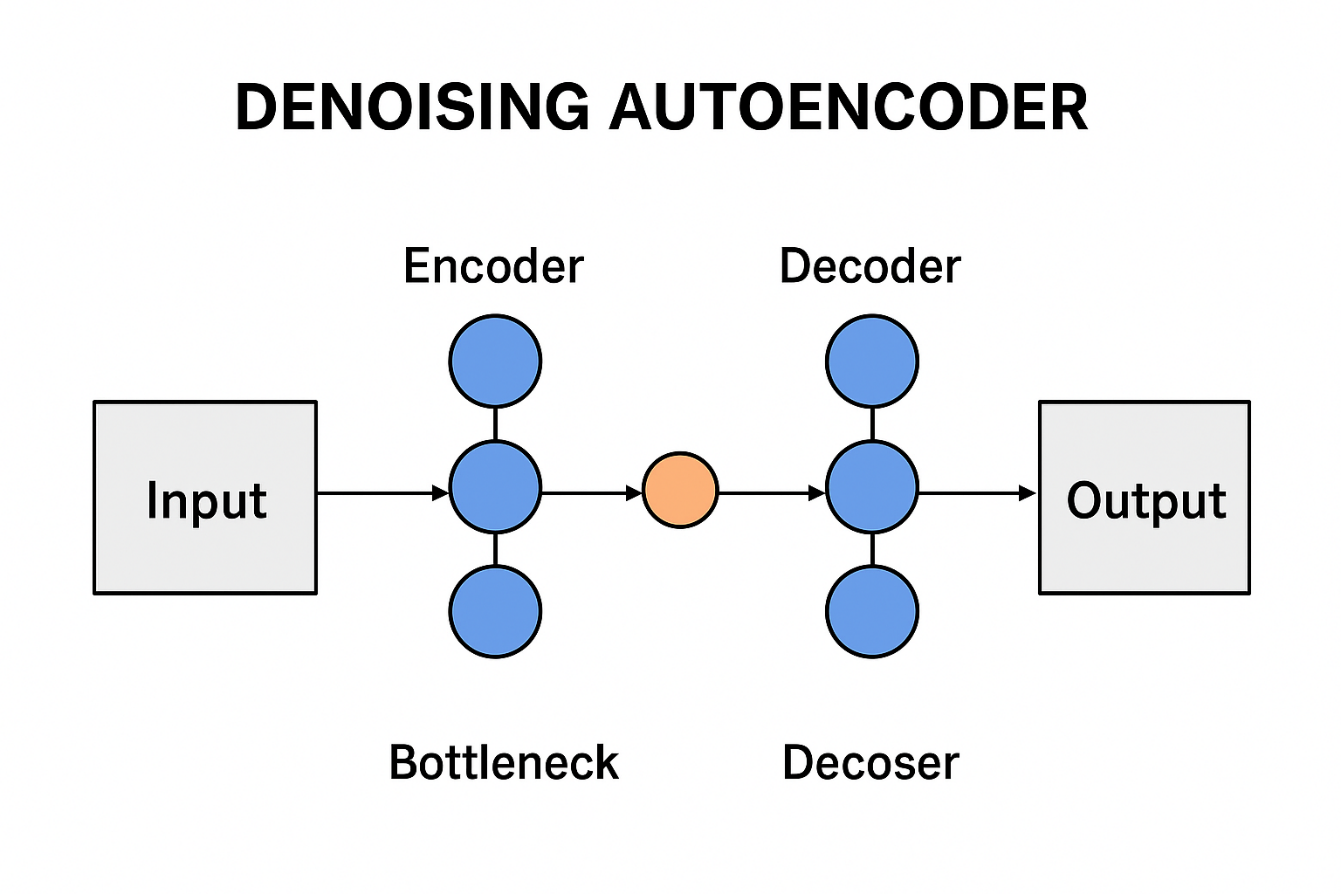 DENOISING AUTOENCODER
Encoder
Decoder
Input
Output
Bottleneck
Decoser